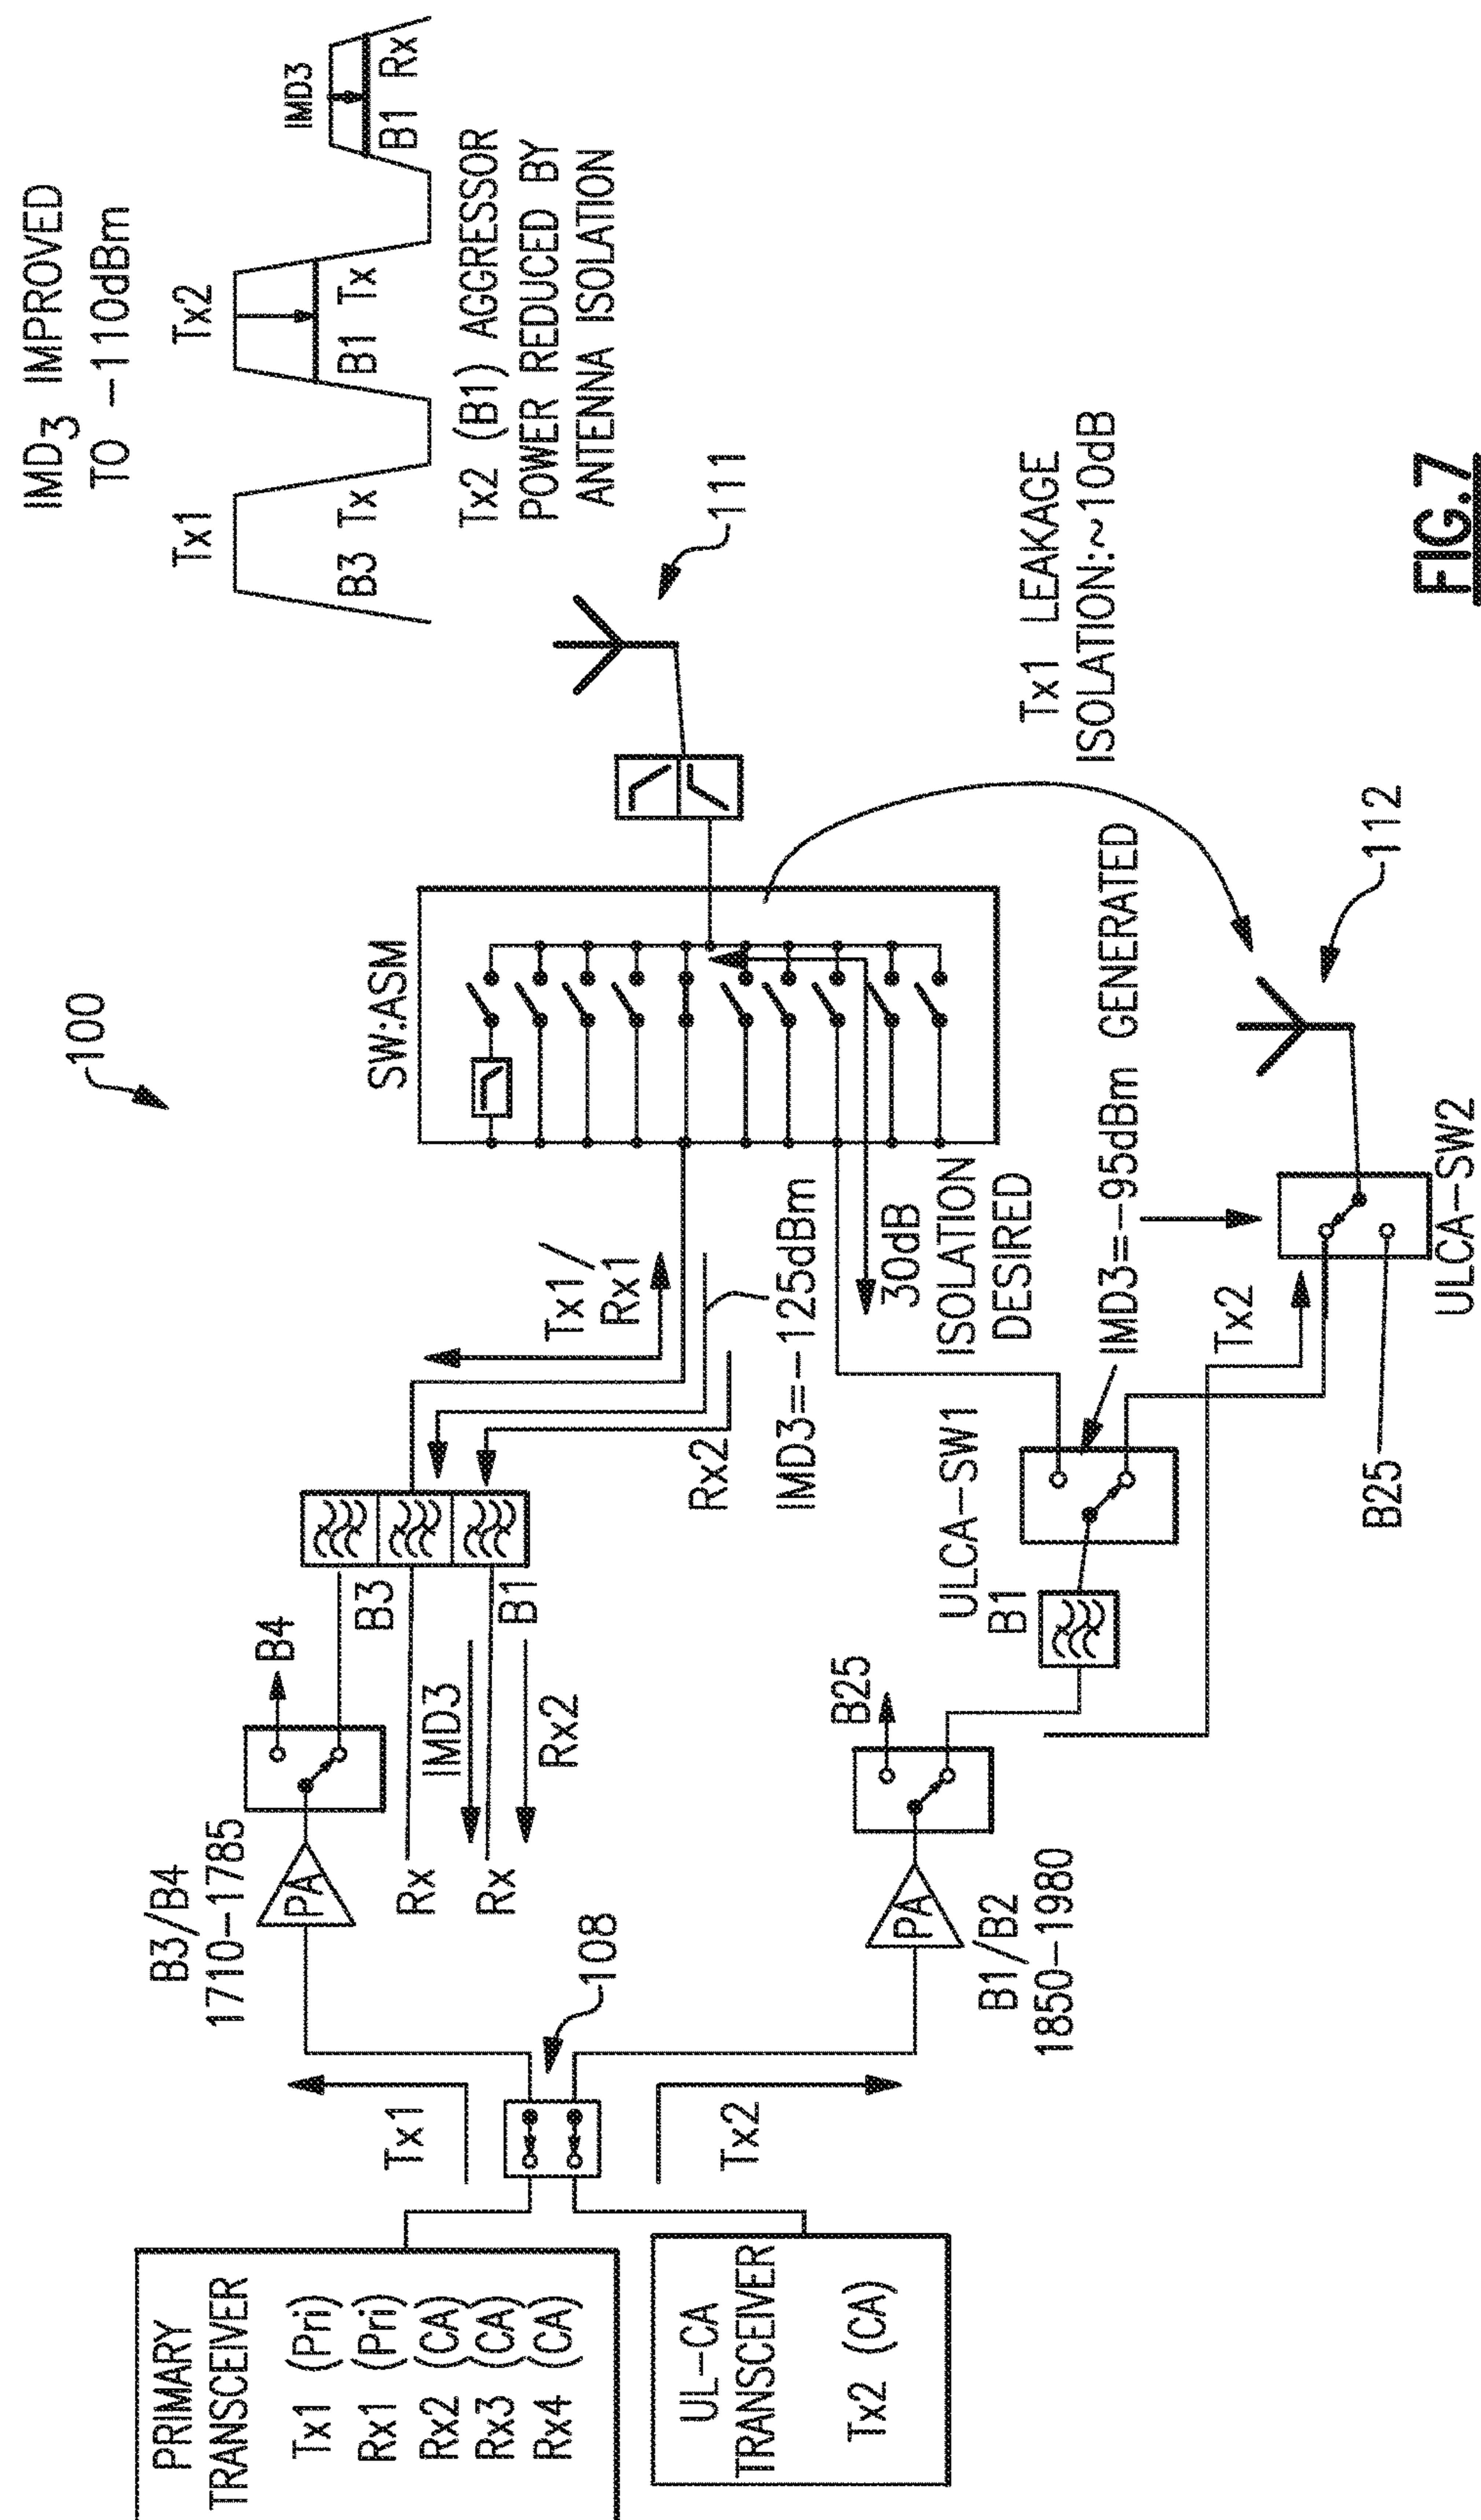 100
IMD3 IMPROVED
TO -110dBm
Tx1
Tx2
IMD3
B3 Tx
B1 Tx
B1 Rx
Tx2 (B1) AGGRESSOR
POWER REDUCED BY
ANTENNA ISOLATION
PRIMARY
TRANSCEIVER
Tx1 (Pri)
Rx1 (Pri)
Rx2 (CA)
Rx3 (CA)
Rx4 (CA)
UL-CA
TRANSCEIVER
Tx2 (CA)
Tx1
Tx2
108
B3/B4
1710-1785
PA
B4
B3
Rx
IMD3
Rx
B1
Rx2
Tx1/
Rx1
Rx2
IMD3=-125dBm
SW:ASM
111
30dB
ISOLATION
DESIRED
PA
B1/B2
1850-1980
B25
ULCA-SW1
B1
IMD3=-95dBm GENERATED
Tx1 LEAKAGE
ISOLATION:~10dB
Tx2
B25
112
ULCA-SW2
FIG.7